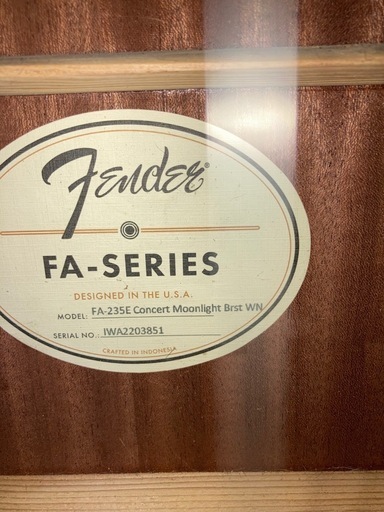 Fender®
FA-SERIES
DESIGNED IN THE U.S.A.
MODEL: FA-235E Concert Moonlight Brst WN
SERIAL NO. IWA2203851
CRAFTED IN INDONESIA